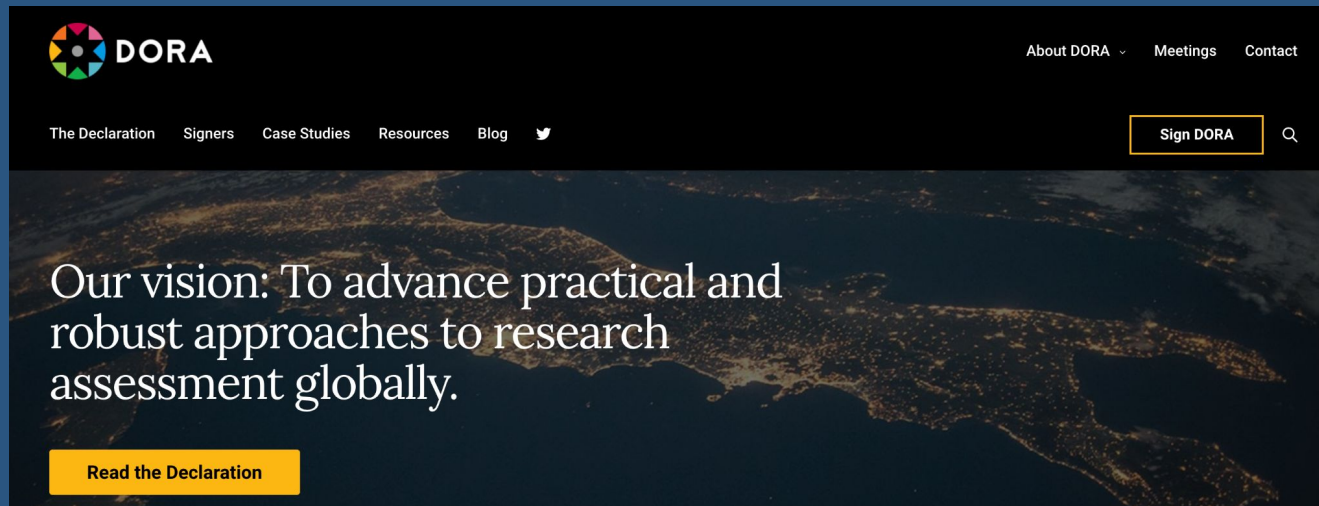 DORA
About DORA Meetings Contact
The Declaration Signers Case Studies Resources Blog
Sign DORA
Our vision: To advance practical and
robust approaches to research
assessment globally.
Read the Declaration